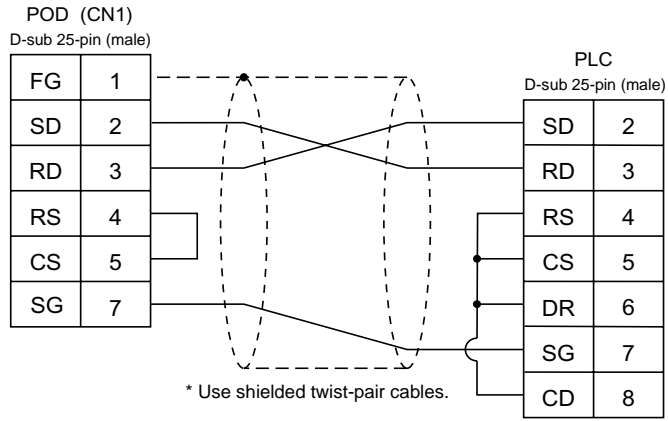 POD (CN1)
D-sub 25-pin (male)
FG 1
SD 2
RD 3
RS 4
CS 5
SG 7
PLC
D-sub 25-pin (male)
SD 2
RD 3
RS 4
CS 5
DR 6
SG 7
CD 8
* Use shielded twist-pair cables.